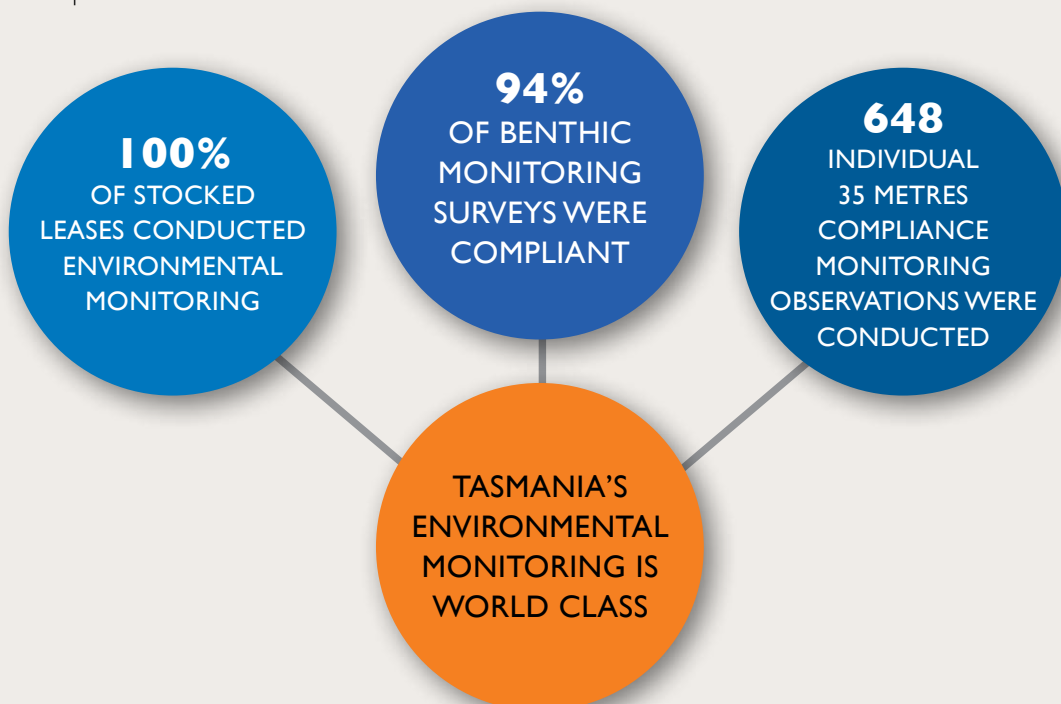 100%
OF STOCKED
LEASES CONDUCTED
ENVIRONMENTAL
MONITORING
94%
OF BENTHIC
MONITORING
SURVEYS WERE
COMPLIANT
648
INDIVIDUAL
35 METRES
COMPLIANCE
MONITORING
OBSERVATIONS WERE
CONDUCTED
TASMANIA'S
ENVIRONMENTAL
MONITORING IS
WORLD CLASS